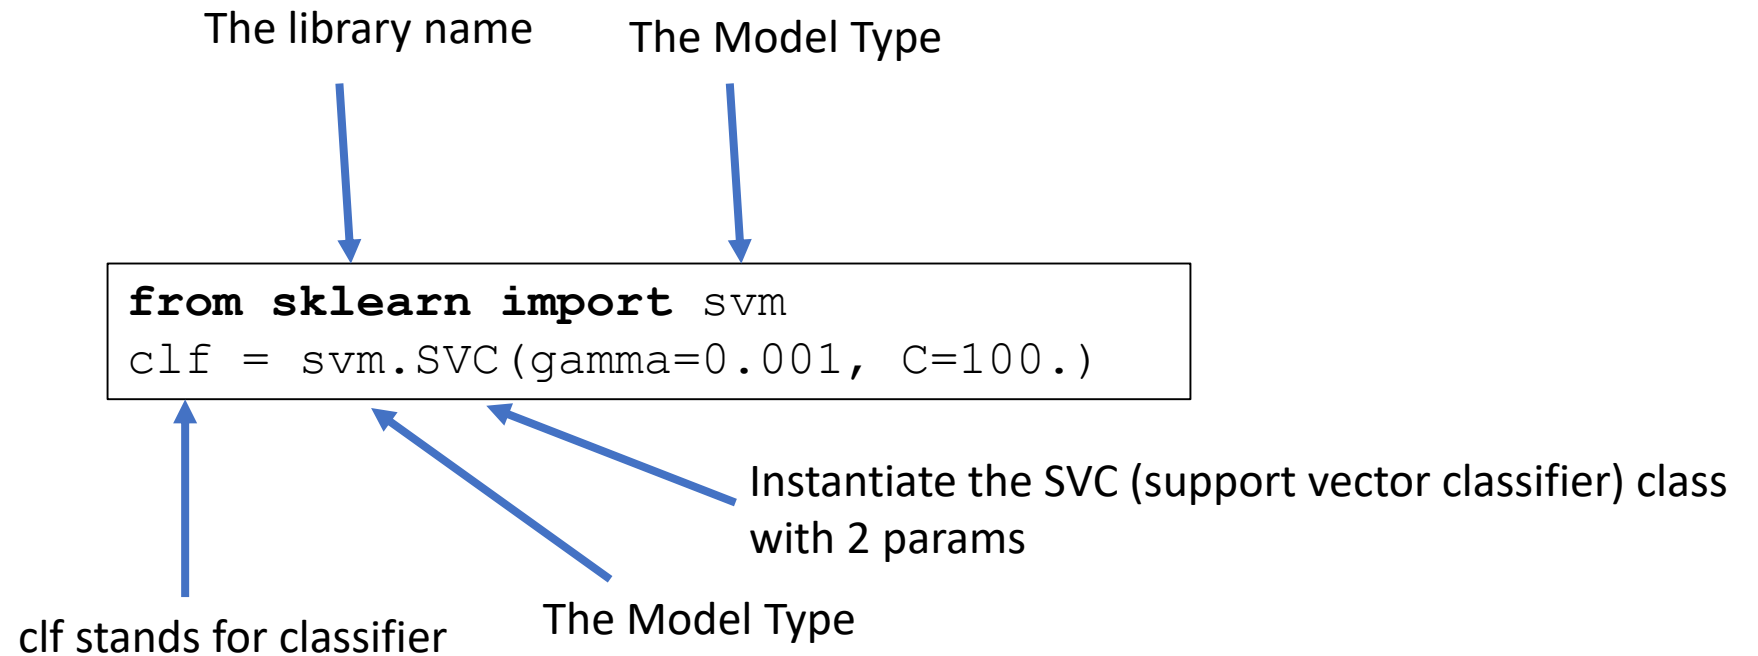 The library name
The Model Type
from sklearn import svm
clf = svm.SVC(gamma=0.001, C=100.)
Instantiate the SVC (support vector classifier) class
with 2 params
The Model Type
clf stands for classifier